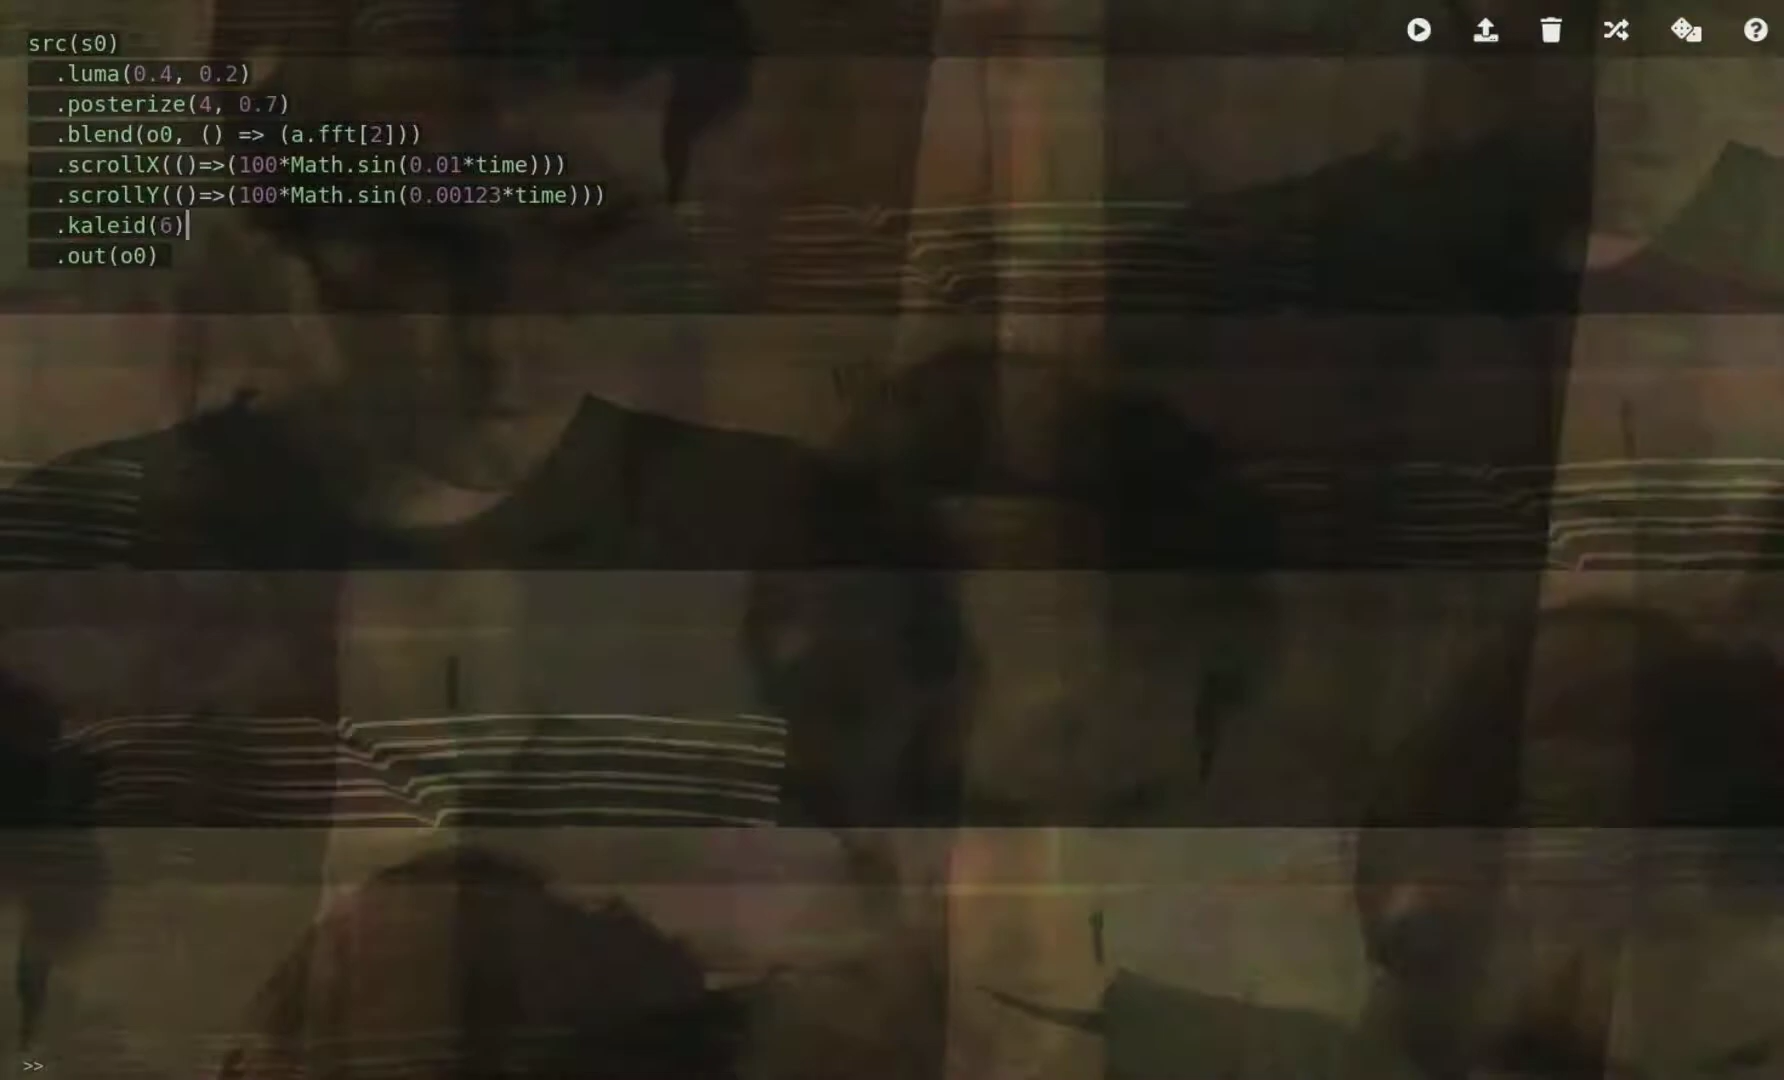 src(s0)
.luma(0.4, 0.2)
.posterize(4, 0.7)
.blend(o0, () => (a.fft[2]))
.scrollX(()=>(100*Math.sin(0.01*time)))
.scrollY(()=>(100*Math.sin(0.00123*time)))
.kaleid(6)
.out(o0)
>>